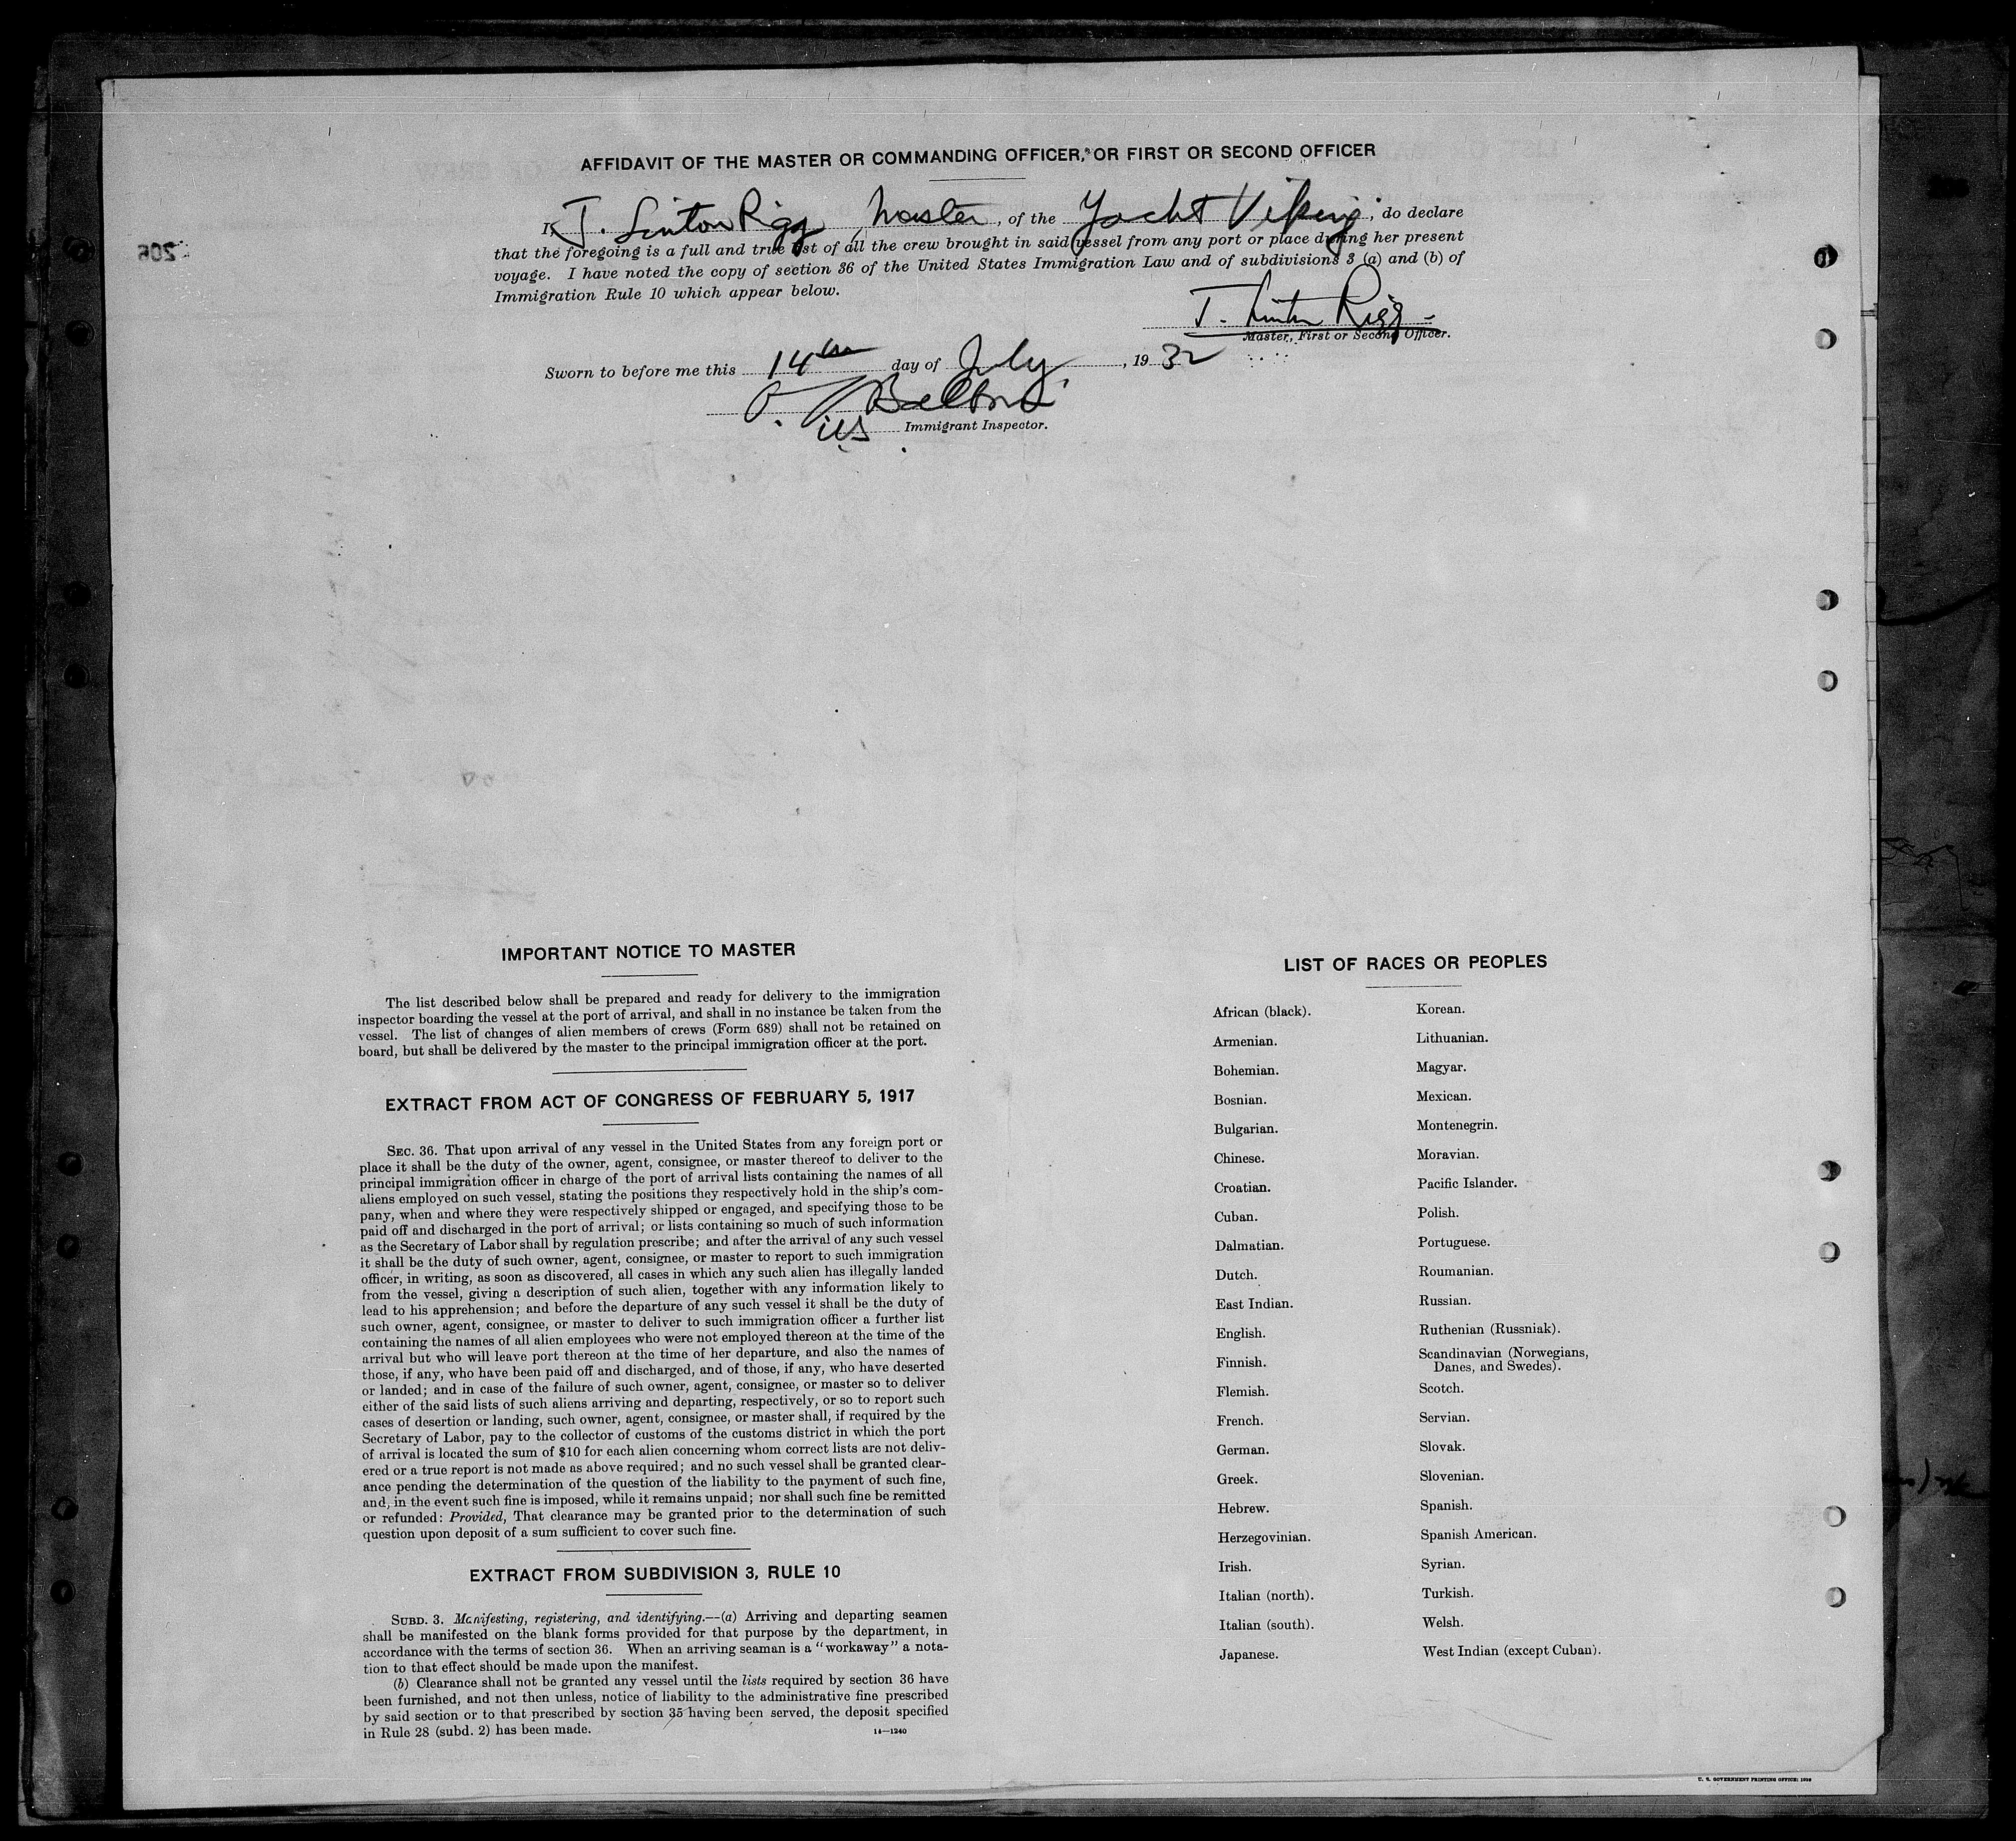 AFFIDAVIT OF THE MASTER OR COMMANDING OFFICER, OR FIRST OR SECOND OFFICER
I, J. Linton Rigg, Master, of the Yacht Viking, do declare
that the foregoing is a full and true list of all the crew brought in said vessel from any port or place during her present
voyage. I have noted the copy of section 36 of the United States Immigration Law and of subdivisions 3 (a) and (b) of
Immigration Rule 10 which appear below.
J. Linton Rigg
Master, First or Second Officer.
Sworn to before me this 14th day of July, 1932
Immigrant Inspector.
IMPORTANT NOTICE TO MASTER
The list described below shall be prepared and ready for delivery to the immigration
inspector boarding the vessel at the port of arrival, and shall in no instance be taken from the
vessel. The list of changes of alien members of crews (Form 689) shall not be retained on
board, but shall be delivered by the master to the principal immigration officer at the port.
EXTRACT FROM ACT OF CONGRESS OF FEBRUARY 5, 1917
SEC. 36. That upon arrival of any vessel in the United States from any foreign port or
place it shall be the duty of the owner, agent, consignee, or master thereof to deliver to the
principal immigration officer in charge of the port of arrival lists containing the names of all
aliens employed on such vessel, stating the positions they respectively hold in the ship's com-
pany, when and where they were respectively shipped or engaged, and specifying those to be
paid off and discharged in the port of arrival; or lists containing so much of such information
as the Secretary of Labor shall by regulation prescribe; and after the arrival of any such vessel
it shall be the duty of such owner, agent, consignee, or master to report to such immigration
officer, in writing, as soon as discovered, all cases in which any such alien has illegally landed
from the vessel, giving a description of such alien, together with any information likely to
lead to his apprehension; and before the departure of any such vessel it shall be the duty of
such owner, agent, consignee, or master to deliver to such immigration officer a further list
containing the names of all alien employees who were not employed thereon at the time of the
arrival but who will leave port thereon at the time of her departure, and also the names of
those, if any, who have been paid off and discharged, and of those, if any, who have deserted
or landed; and in case of the failure of such owner, agent, consignee, or master so to deliver
either of the said lists of such aliens arriving and departing, respectively, or so to report such
cases of desertion or landing, such owner, agent, consignee, or master shall, if required by the
Secretary of Labor, pay to the collector of customs of the customs district in which the port
of arrival is located the sum of $10 for each alien concerning whom correct lists are not deliv-
ered or a true report is not made as above required; and no such vessel shall be granted clear-
ance pending the determination of the question of the liability to the payment of such fine,
and, in the event such fine is imposed, while it remains unpaid; nor shall such fine be remitted
or refunded: Provided, That clearance may be granted prior to the determination of such
question upon deposit of a sum sufficient to cover such fine.
EXTRACT FROM SUBDIVISION 3, RULE 10
SUBD. 3. Manifesting, registering, and identifying.—(a) Arriving and departing seamen
shall be manifested on the blank forms provided for that purpose by the department, in
accordance with the terms of section 36. When an arriving seaman is a "workaway" a nota-
tion to that effect should be made upon the manifest.
(b) Clearance shall not be granted any vessel until the lists required by section 36 have
been furnished, and not then unless, notice of liability to the administrative fine prescribed
by said section or to that prescribed by section 35 having been served, the deposit specified
in Rule 28 (subd. 2) has been made.
14—1240
LIST OF RACES OR PEOPLES
African (black).
Armenian.
Bohemian.
Bosnian.
Bulgarian.
Chinese.
Croatian.
Cuban.
Dalmatian.
Dutch.
East Indian.
English.
Finnish.
Flemish.
French.
German.
Greek.
Hebrew.
Herzegovinian.
Irish.
Italian (north).
Italian (south).
Japanese.
Korean.
Lithuanian.
Magyar.
Mexican.
Montenegrin.
Moravian.
Pacific Islander.
Polish.
Portuguese.
Roumanian.
Russian.
Ruthenian (Russniak).
Scandinavian (Norwegians,
Danes, and Swedes).
Scotch.
Servian.
Slovak.
Slovenian.
Spanish.
Spanish American.
Syrian.
Turkish.
Welsh.
West Indian (except Cuban).
U. S. GOVERNMENT PRINTING OFFICE: